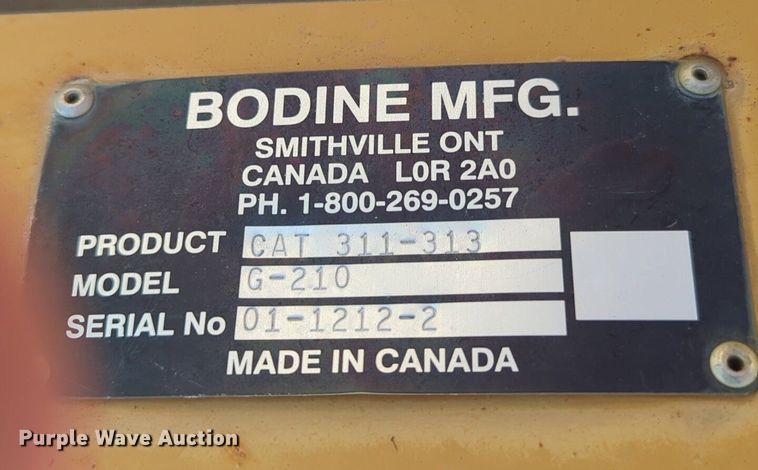 BODINE MFG.
SMITHVILLE ONT
CANADA L0R 2A0
PH. 1-800-269-0257
PRODUCT CAT 311-313
MODEL G-210
SERIAL No 01-1212-2
MADE IN CANADA
Purple Wave Auction